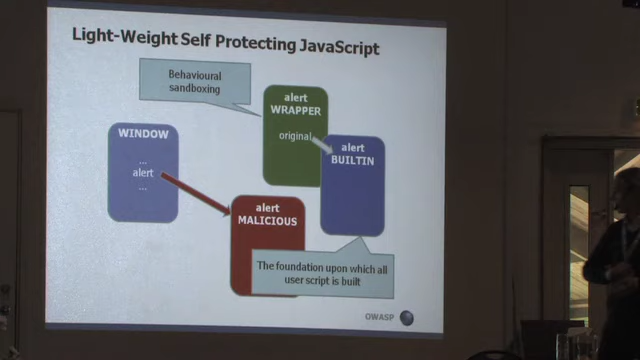 Light-Weight Self Protecting JavaScript
Behavioural
sandboxing
alert
WRAPPER
original
WINDOW
...
alert
...
alert
BUILTIN
alert
MALICIOUS
The foundation upon which all
user script is built
OWASP